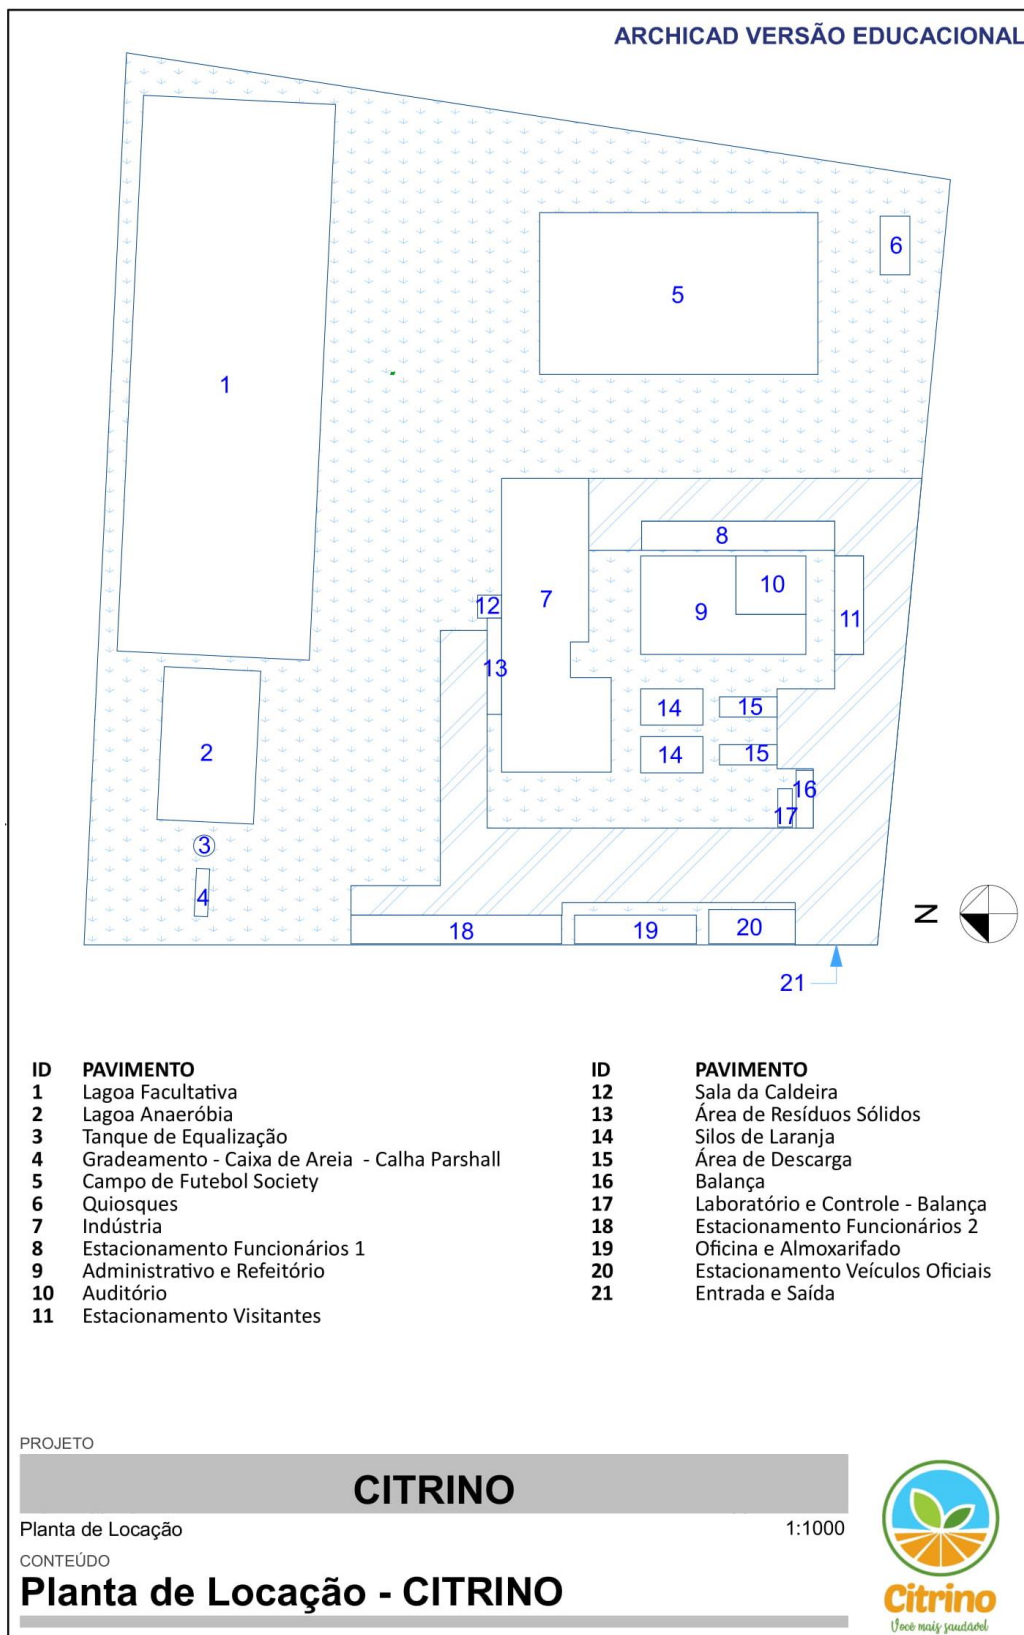 ARCHICAD VERSÃO EDUCACIONAL
1
5
6
8
7
9
10
11
12
13
14
15
14
15
2
16
17
3
4
18
19
20
N
21
ID PAVIMENTO
1 Lagoa Facultativa
2 Lagoa Anaeróbia
3 Tanque de Equalização
4 Gradeamento - Caixa de Areia - Calha Parshall
5 Campo de Futebol Society
6 Quiosques
7 Indústria
8 Estacionamento Funcionários 1
9 Administrativo e Refeitório
10 Auditório
11 Estacionamento Visitantes
ID PAVIMENTO
12 Sala da Caldeira
13 Área de Resíduos Sólidos
14 Silos de Laranja
15 Área de Descarga
16 Balança
17 Laboratório e Controle - Balança
18 Estacionamento Funcionários 2
19 Oficina e Almoxarifado
20 Estacionamento Veículos Oficiais
21 Entrada e Saída
PROJETO
CITRINO
Planta de Locação 1:1000
CONTEÚDO
Planta de Locação - CITRINO
Citrino
Você mais saudável